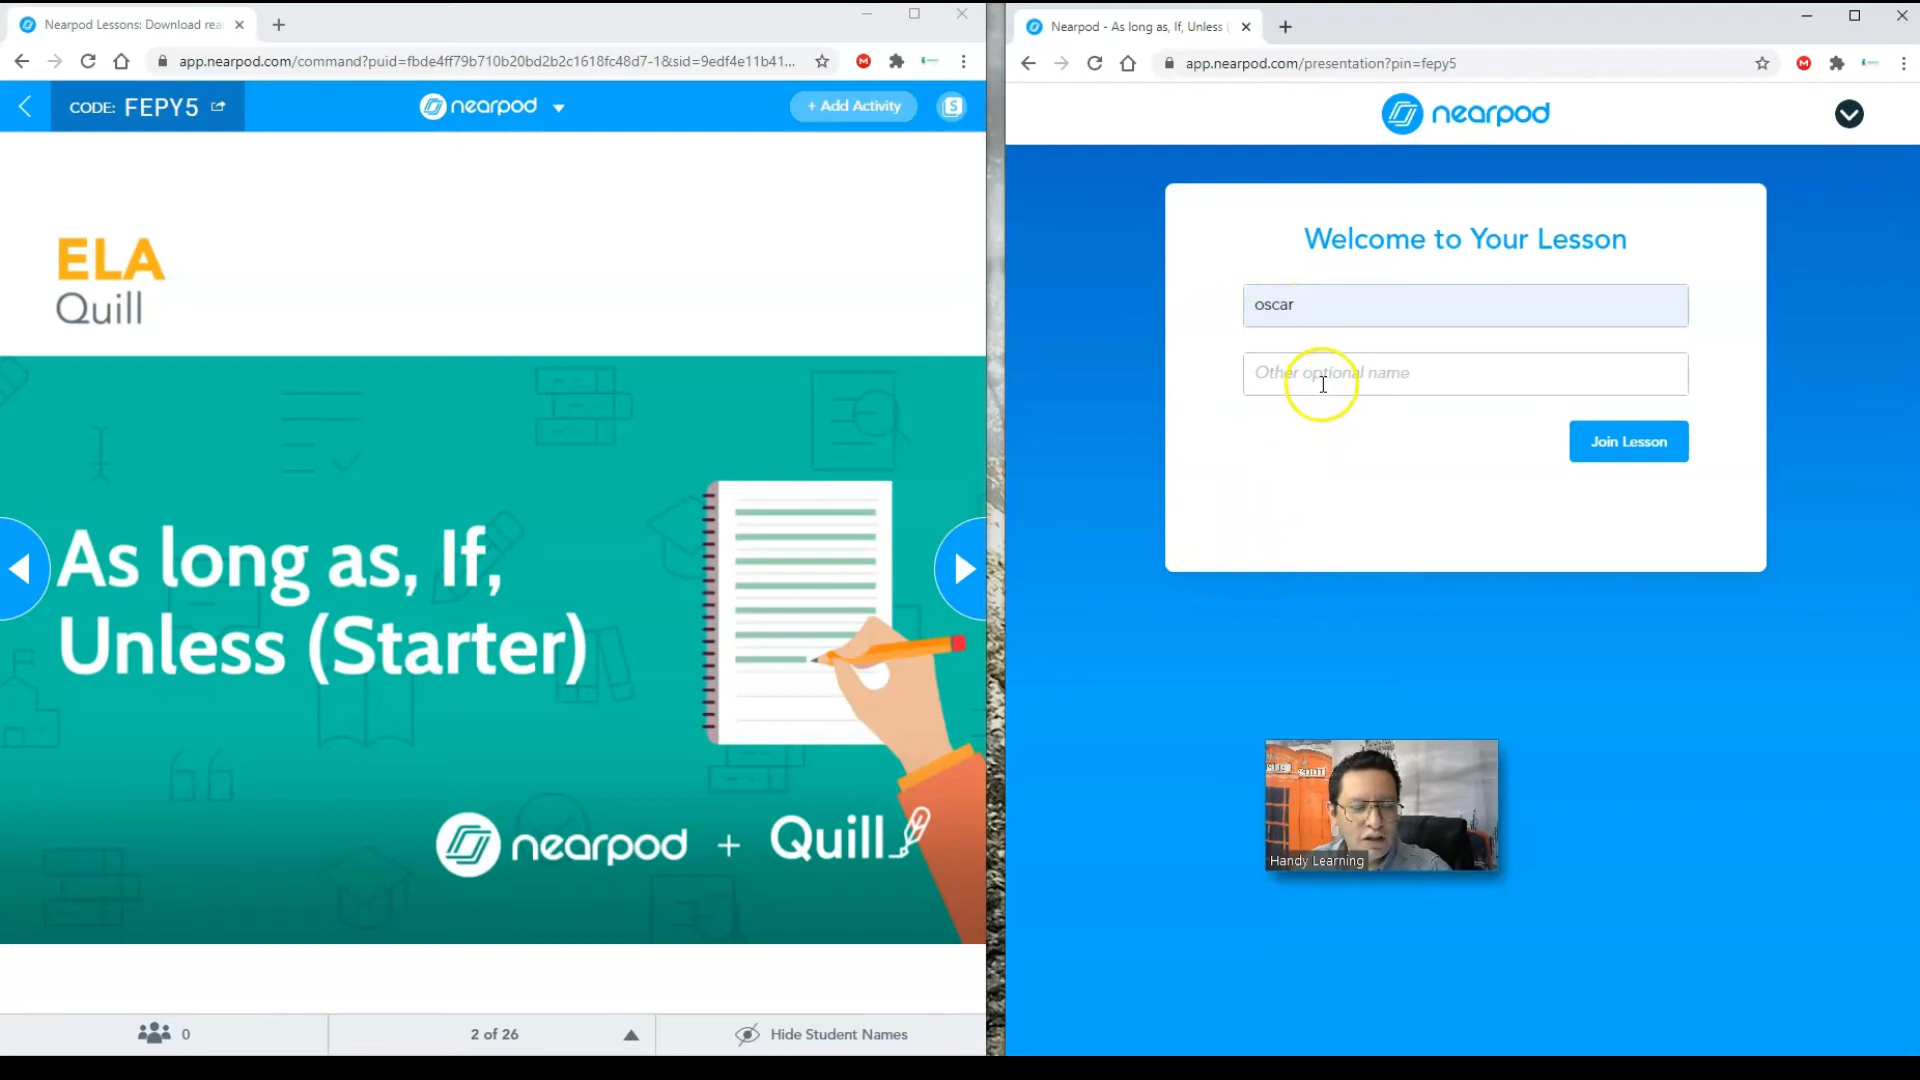 Nearpod Lessons: Download rea
app.nearpod.com/command?puid=fbde4ff79b710b20bd2b2c1618fc48d7-1&sid=9edf4e11b41...
CODE: FEPY5
nearpod
+ Add Activity
ELA
Quill
As long as, If,
Unless (Starter)
nearpod + Quill
0
2 of 26
Hide Student Names
Nearpod - As long as, If, Unless (
app.nearpod.com/presentation?pin=fepy5
nearpod
Welcome to Your Lesson
oscar
Other optional name
Join Lesson
Handy Learning